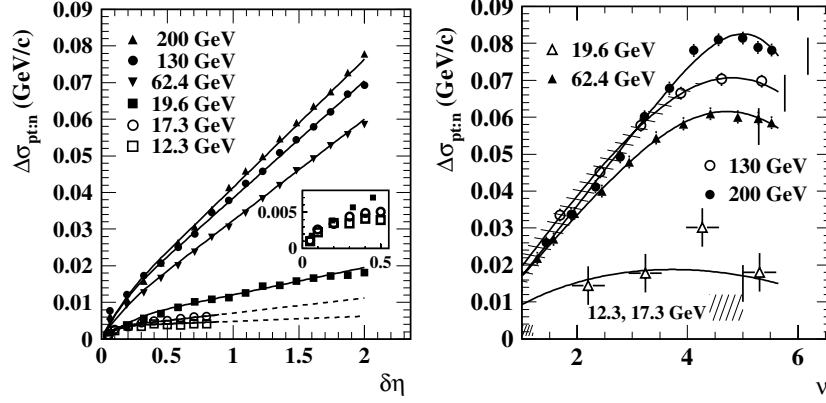 Δσpt:n (GeV/c)
0.09
0.08
0.07
0.06
0.05
0.04
0.03
0.02
0.01
0
200 GeV
130 GeV
62.4 GeV
19.6 GeV
17.3 GeV
12.3 GeV
0.005
0
0
0.5
0
0.5
1
1.5
2
δη
Δσpt:n (GeV/c)
0.09
0.08
0.07
0.06
0.05
0.04
0.03
0.02
0.01
0
19.6 GeV
62.4 GeV
130 GeV
200 GeV
12.3, 17.3 GeV
2
4
6
ν